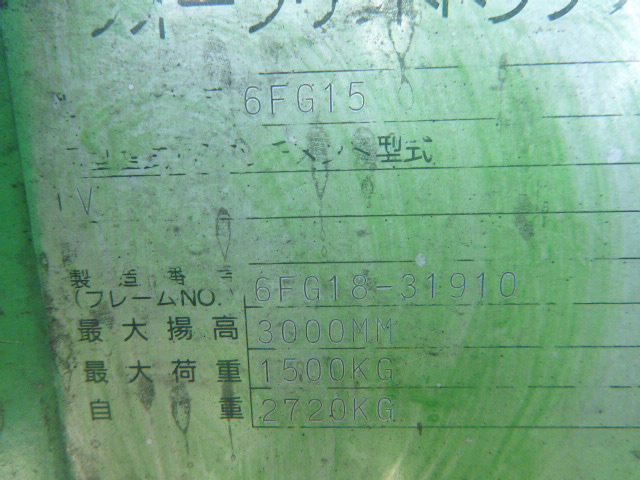 6FG15
型式
V
製造番号 6FG18-31910
(フレームNO.)
最大揚高 3000MM
最大荷重 1500KG
自重 2720KG